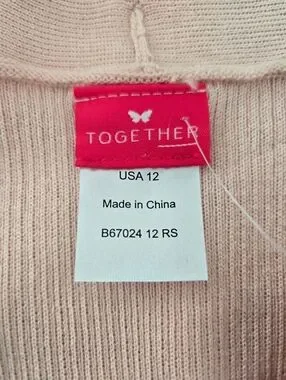 TOGETHER
USA 12
Made in China
B67024 12 RS